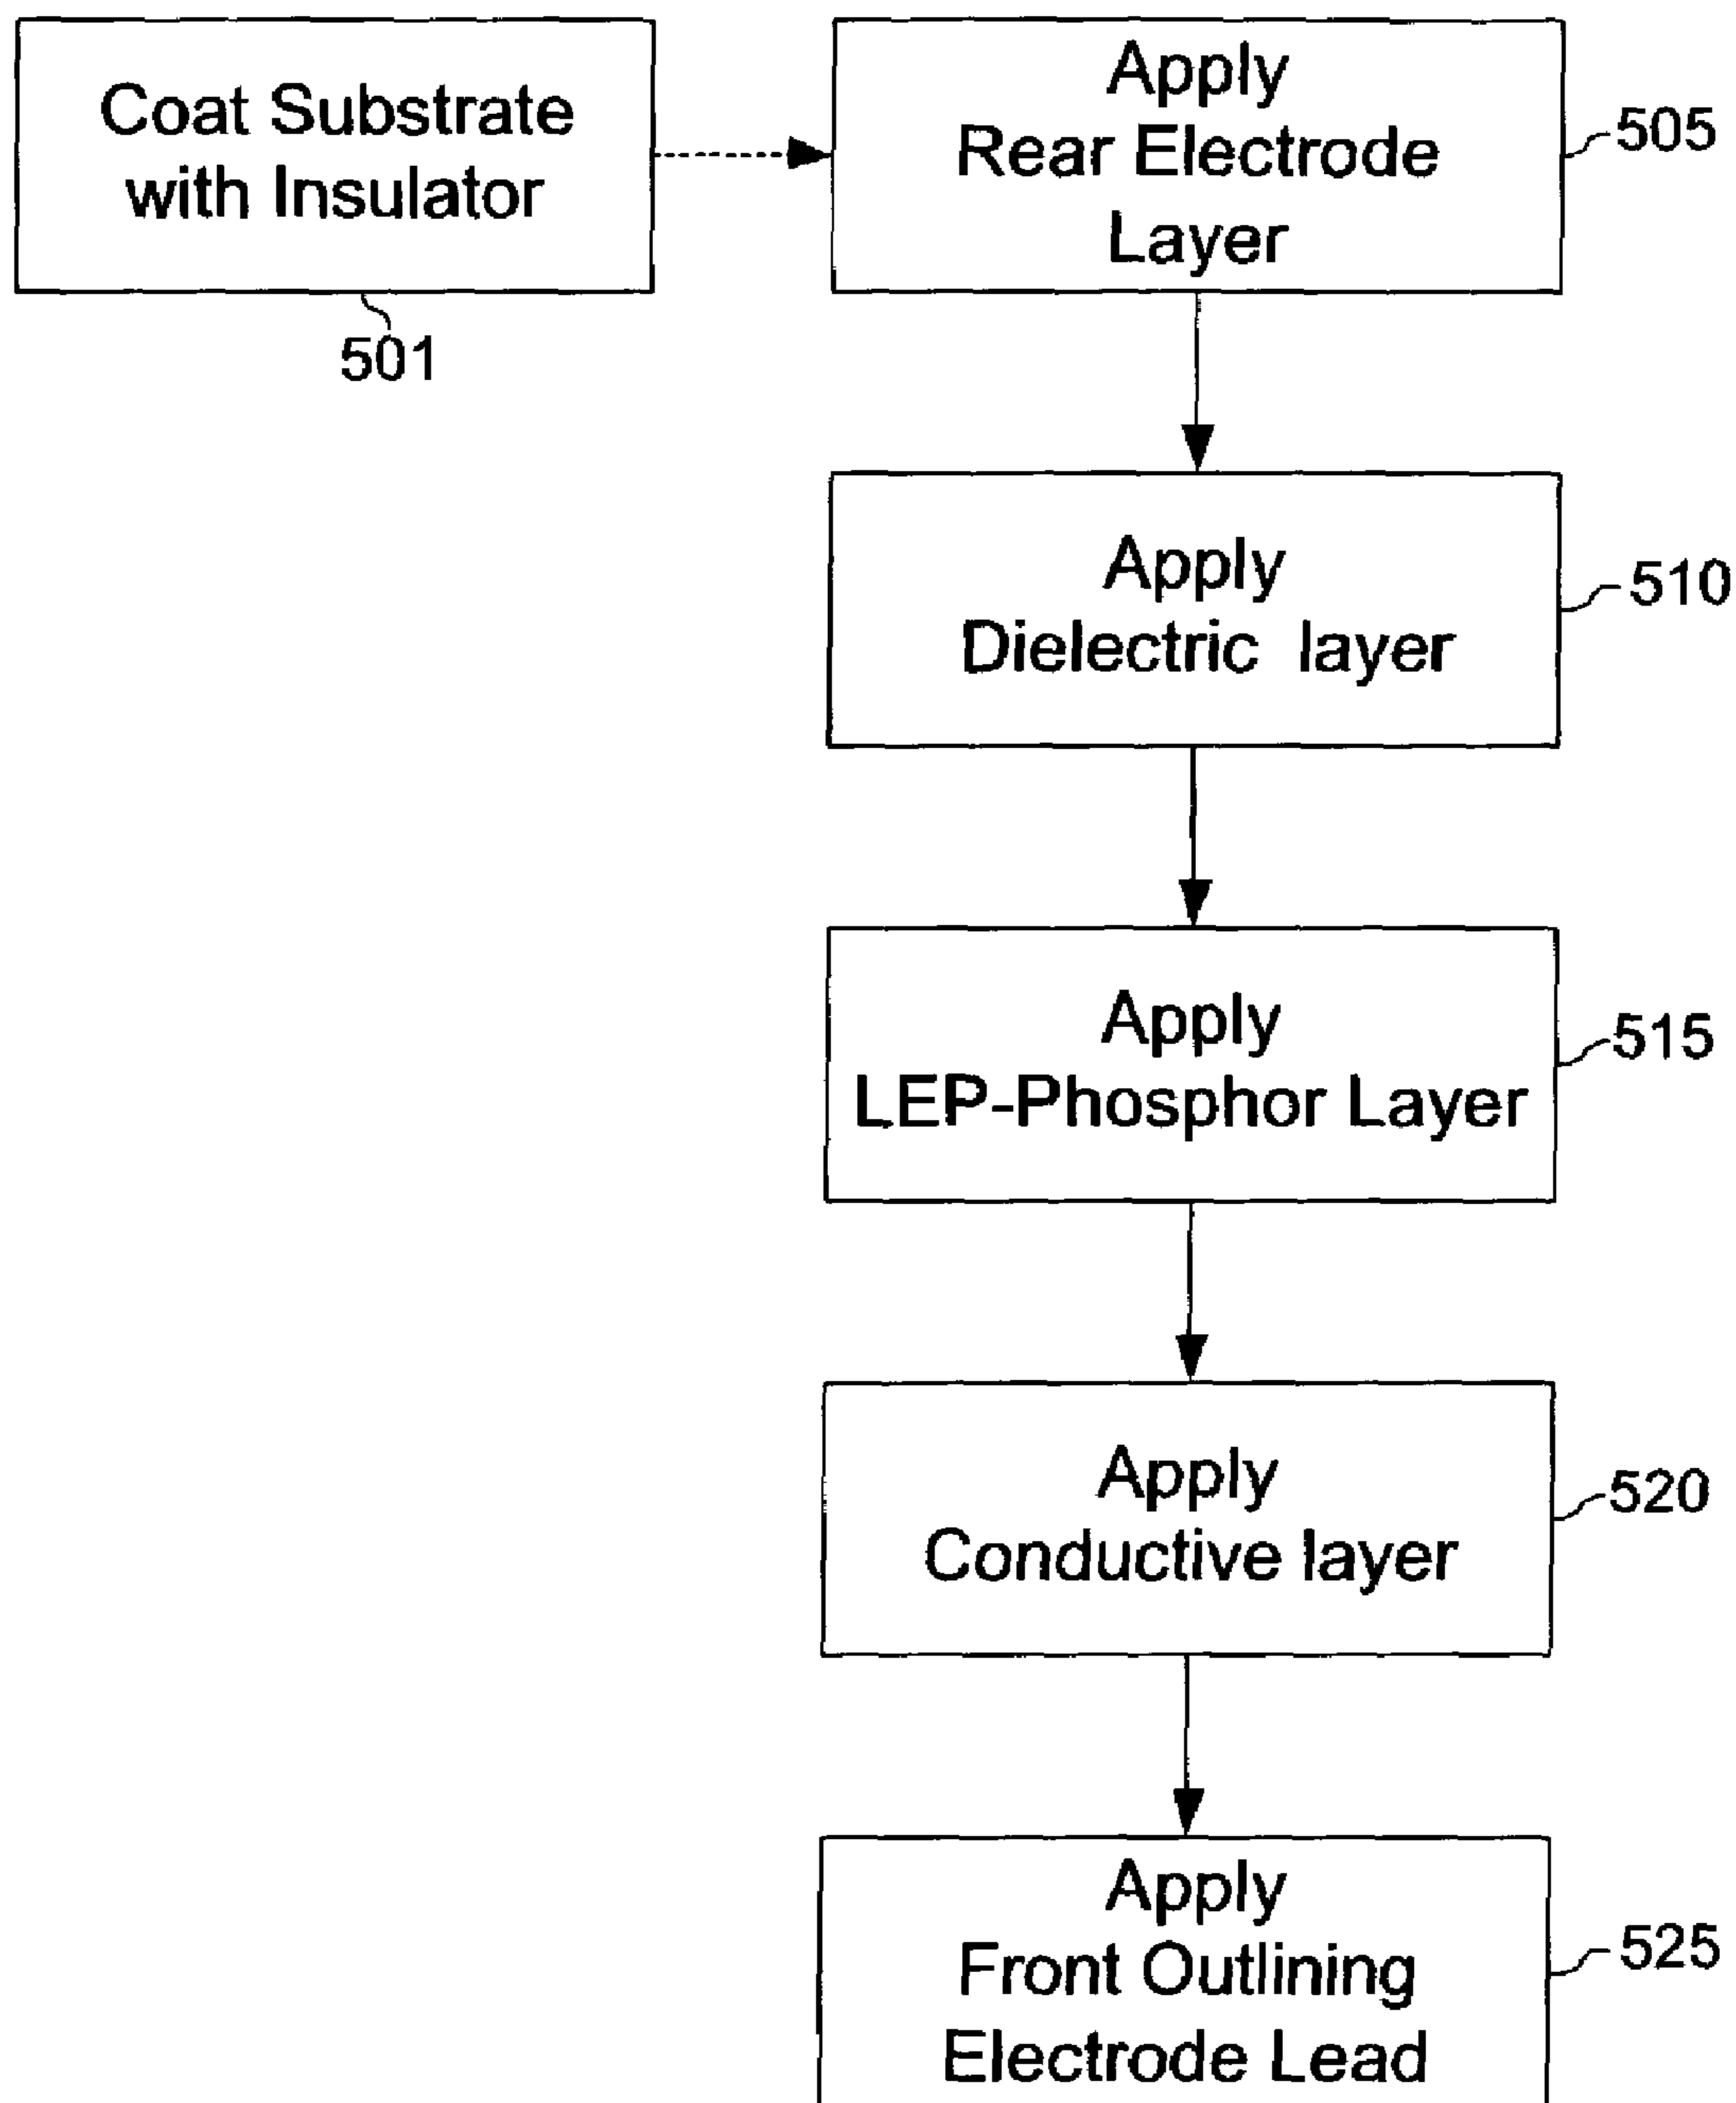 Coat Substrate
with Insulator
501
Apply
Rear Electrode
Layer
505
Apply
Dielectric layer
510
Apply
LEP-Phosphor Layer
515
Apply
Conductive layer
520
Apply
Front Outlining
Electrode Lead
525